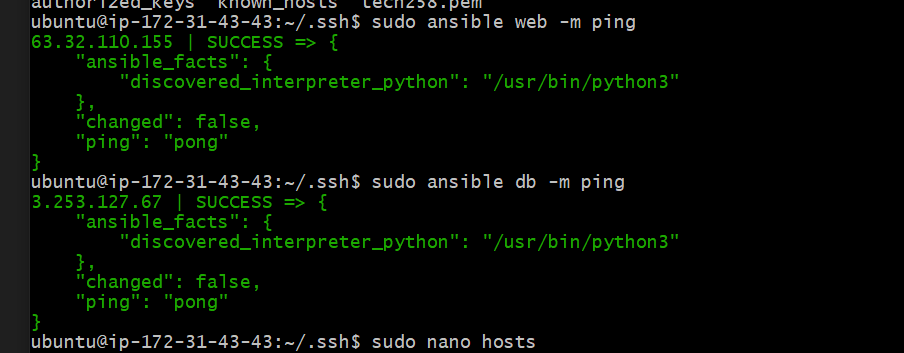 authorized_keys  known_hosts  tech258.pem
ubuntu@ip-172-31-43-43:~/.ssh$ sudo ansible web -m ping
63.32.110.155 | SUCCESS => {
    "ansible_facts": {
        "discovered_interpreter_python": "/usr/bin/python3"
    },
    "changed": false,
    "ping": "pong"
}
ubuntu@ip-172-31-43-43:~/.ssh$ sudo ansible db -m ping
3.253.127.67 | SUCCESS => {
    "ansible_facts": {
        "discovered_interpreter_python": "/usr/bin/python3"
    },
    "changed": false,
    "ping": "pong"
}
ubuntu@ip-172-31-43-43:~/.ssh$ sudo nano hosts